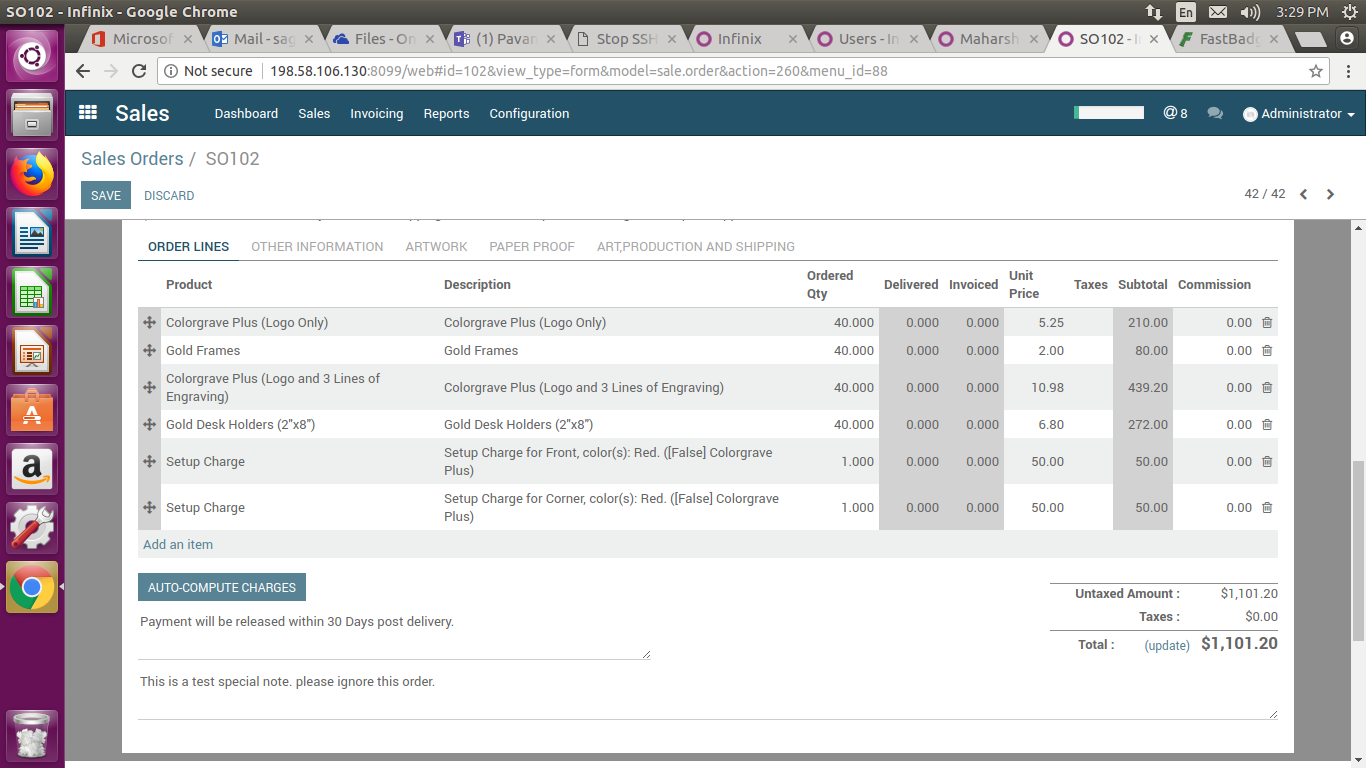 SO102 - Infinix - Google Chrome
En
3:29 PM
Microsof
Mail - sag
Files - On
(1) Pavan
Stop SSH
Infinix
Users - In
Maharsh
SO102 - I
FastBad
Not secure
198.58.106.130:8099/web#id=102&view_type=form&model=sale.order&action=260&menu_id=88
Sales
Dashboard Sales Invoicing Reports Configuration
@ 8
Administrator
Sales Orders / SO102
SAVE DISCARD
42 / 42
ORDER LINES OTHER INFORMATION ARTWORK PAPER PROOF ART,PRODUCTION AND SHIPPING
Product Description Ordered Qty Delivered Invoiced Unit Price Taxes Subtotal Commission
Colorgrave Plus (Logo Only) Colorgrave Plus (Logo Only) 40.000 0.000 0.000 5.25 210.00 0.00
Gold Frames Gold Frames 40.000 0.000 0.000 2.00 80.00 0.00
Colorgrave Plus (Logo and 3 Lines of
Engraving)
Colorgrave Plus (Logo and 3 Lines of Engraving) 40.000 0.000 0.000 10.98 439.20 0.00
Gold Desk Holders (2"x8") Gold Desk Holders (2"x8") 40.000 0.000 0.000 6.80 272.00 0.00
Setup Charge
Setup Charge for Front, color(s): Red. ([False] Colorgrave
Plus)
1.000 0.000 0.000 50.00 50.00 0.00
Setup Charge
Setup Charge for Corner, color(s): Red. ([False] Colorgrave
Plus)
1.000 0.000 0.000 50.00 50.00 0.00
Add an item
AUTO-COMPUTE CHARGES
Untaxed Amount : $1,101.20
Taxes : $0.00
Total : (update) $1,101.20
Payment will be released within 30 Days post delivery.
This is a test special note. please ignore this order.